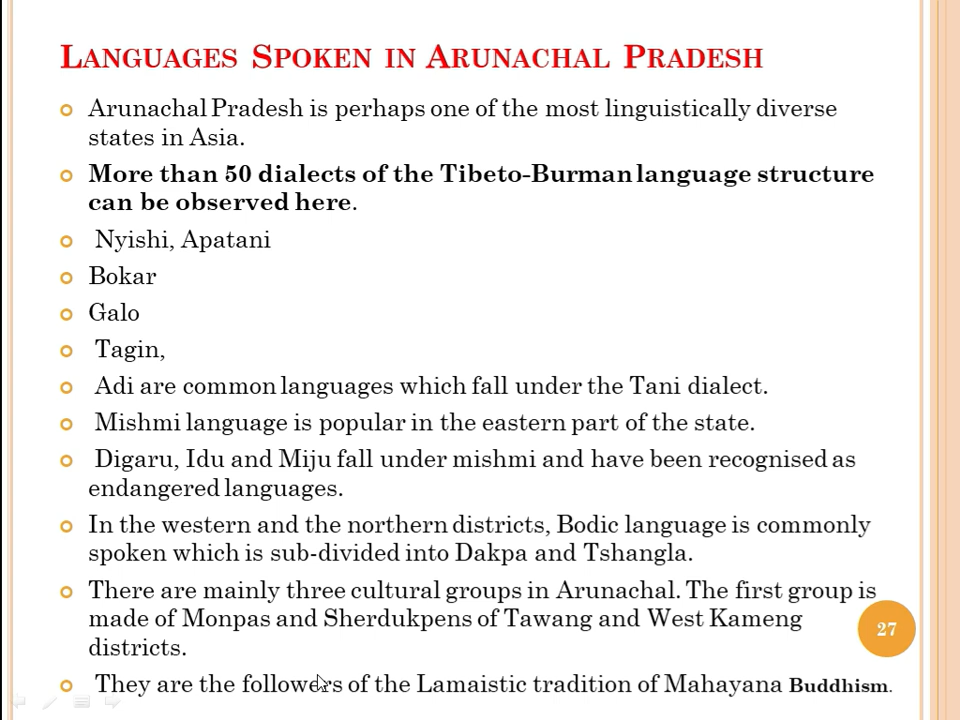 LANGUAGES SPOKEN IN ARUNACHAL PRADESH
Arunachal Pradesh is perhaps one of the most linguistically diverse
states in Asia.
More than 50 dialects of the Tibeto-Burman language structure
can be observed here.
Nyishi, Apatani
Bokar
Galo
Tagin,
Adi are common languages which fall under the Tani dialect.
Mishmi language is popular in the eastern part of the state.
Digaru, Idu and Miju fall under mishmi and have been recognised as
endangered languages.
In the western and the northern districts, Bodic language is commonly
spoken which is sub-divided into Dakpa and Tshangla.
There are mainly three cultural groups in Arunachal. The first group is
made of Monpas and Sherdukpens of Tawang and West Kameng
districts.
27
They are the followers of the Lamaistic tradition of Mahayana Buddhism.